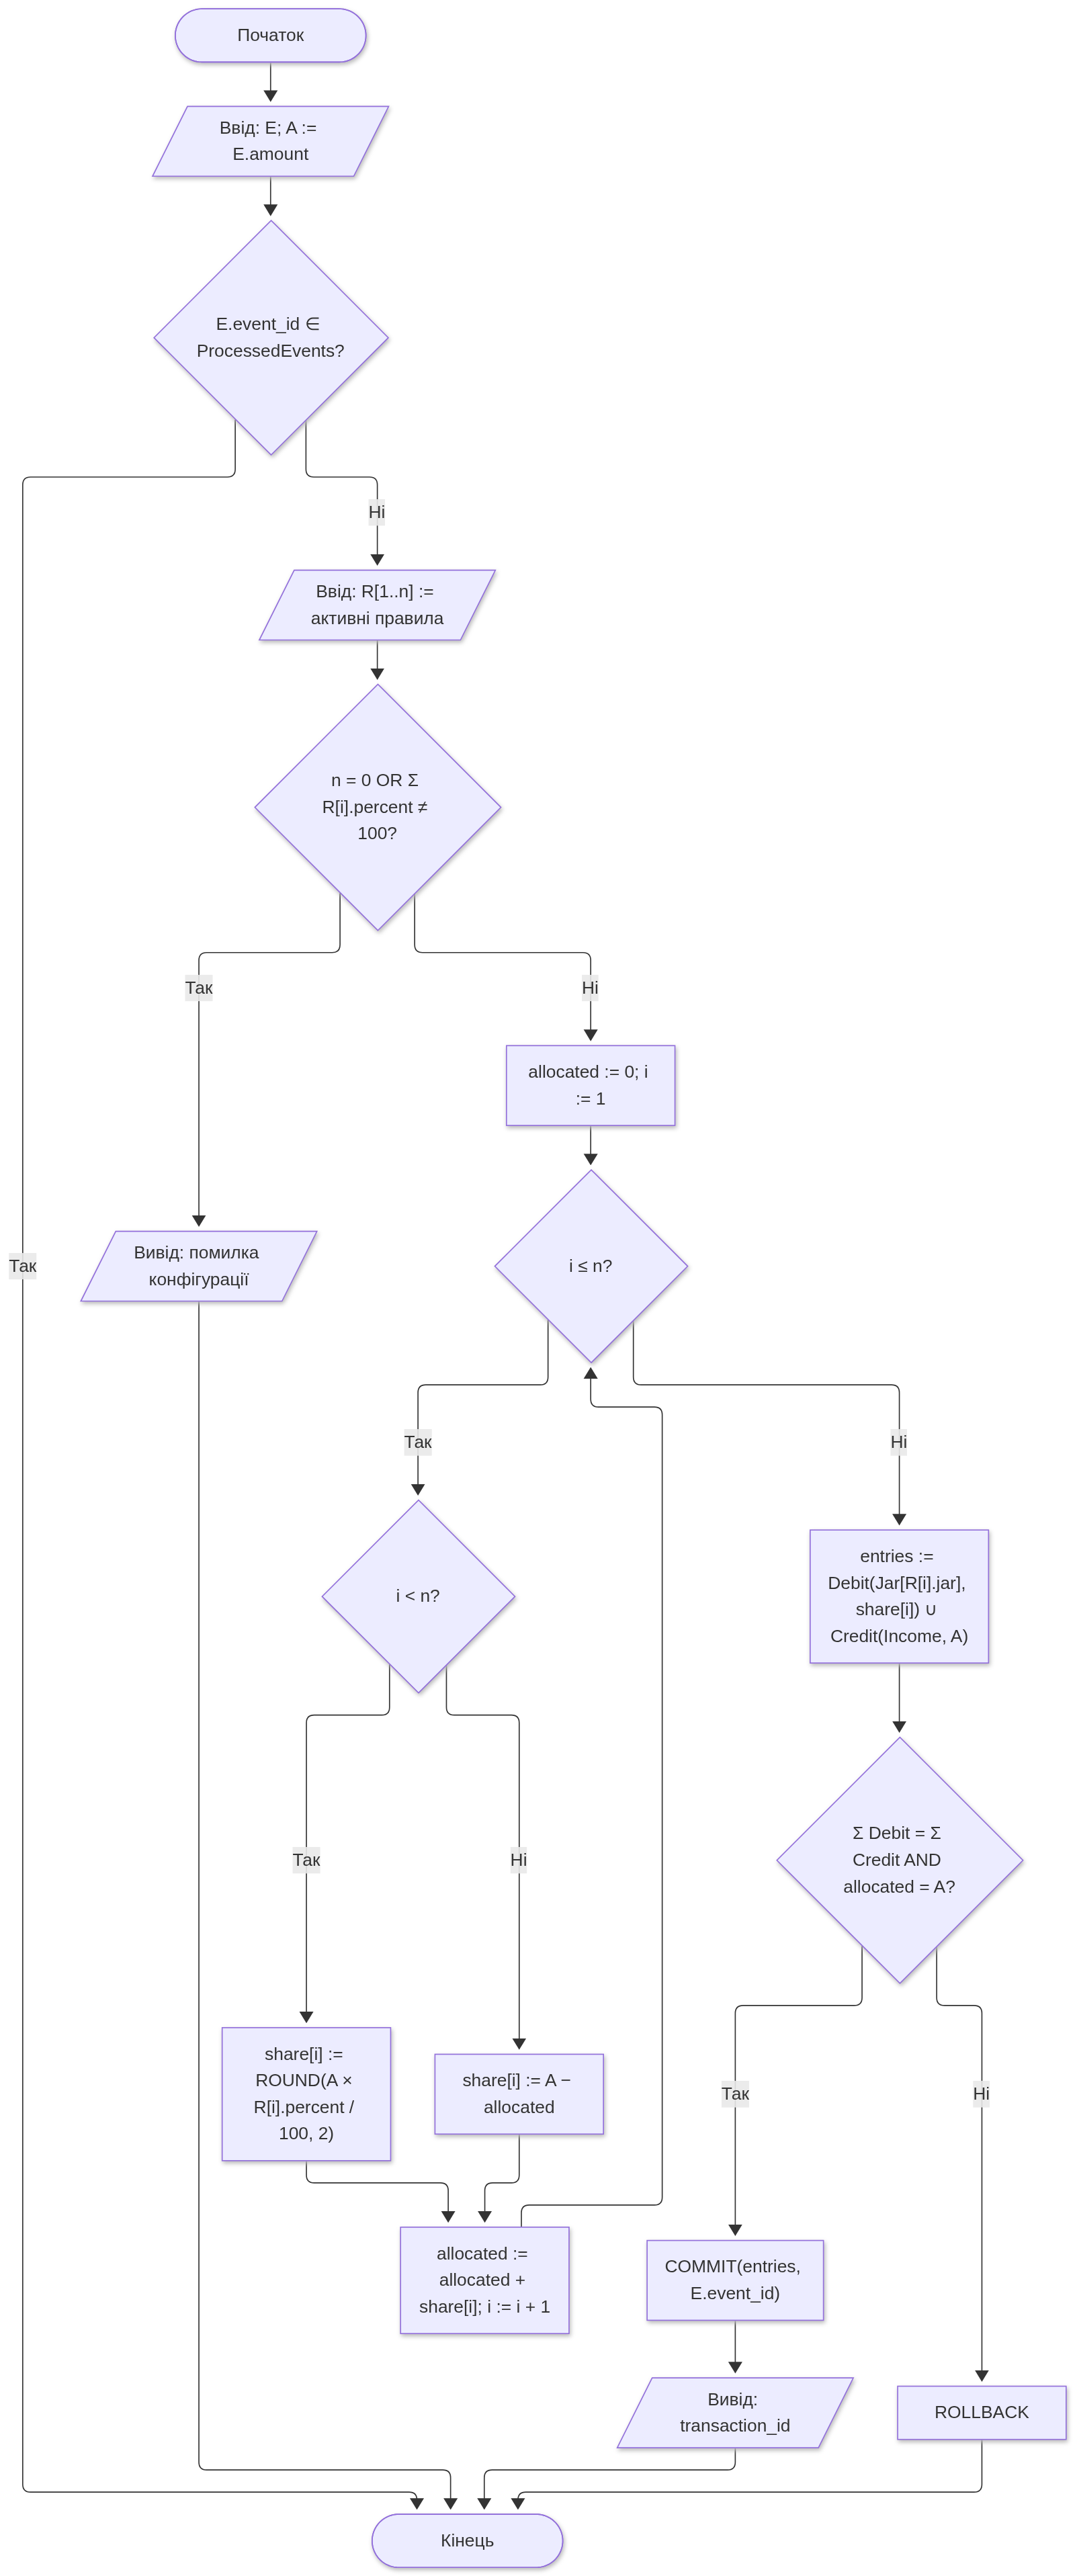 Початок
Ввід: E; A :=
E.amount
E.event_id ∈
ProcessedEvents?
Ні
Ввід: R[1..n] :=
активні правила
n = 0 OR Σ
R[i].percent ≠
100?
Так
Ні
allocated := 0; i
:= 1
Так
Вивід: помилка
конфігурації
i ≤ n?
Так
Ні
i < n?
entries :=
Debit(Jar[R[i].jar],
share[i]) ∪
Credit(Income, A)
Так
Ні
Σ Debit = Σ
Credit AND
allocated = A?
share[i] :=
ROUND(A ×
R[i].percent /
100, 2)
share[i] := A −
allocated
Так
Ні
allocated :=
allocated +
share[i]; i := i + 1
COMMIT(entries,
E.event_id)
Вивід:
transaction_id
ROLLBACK
Кінець